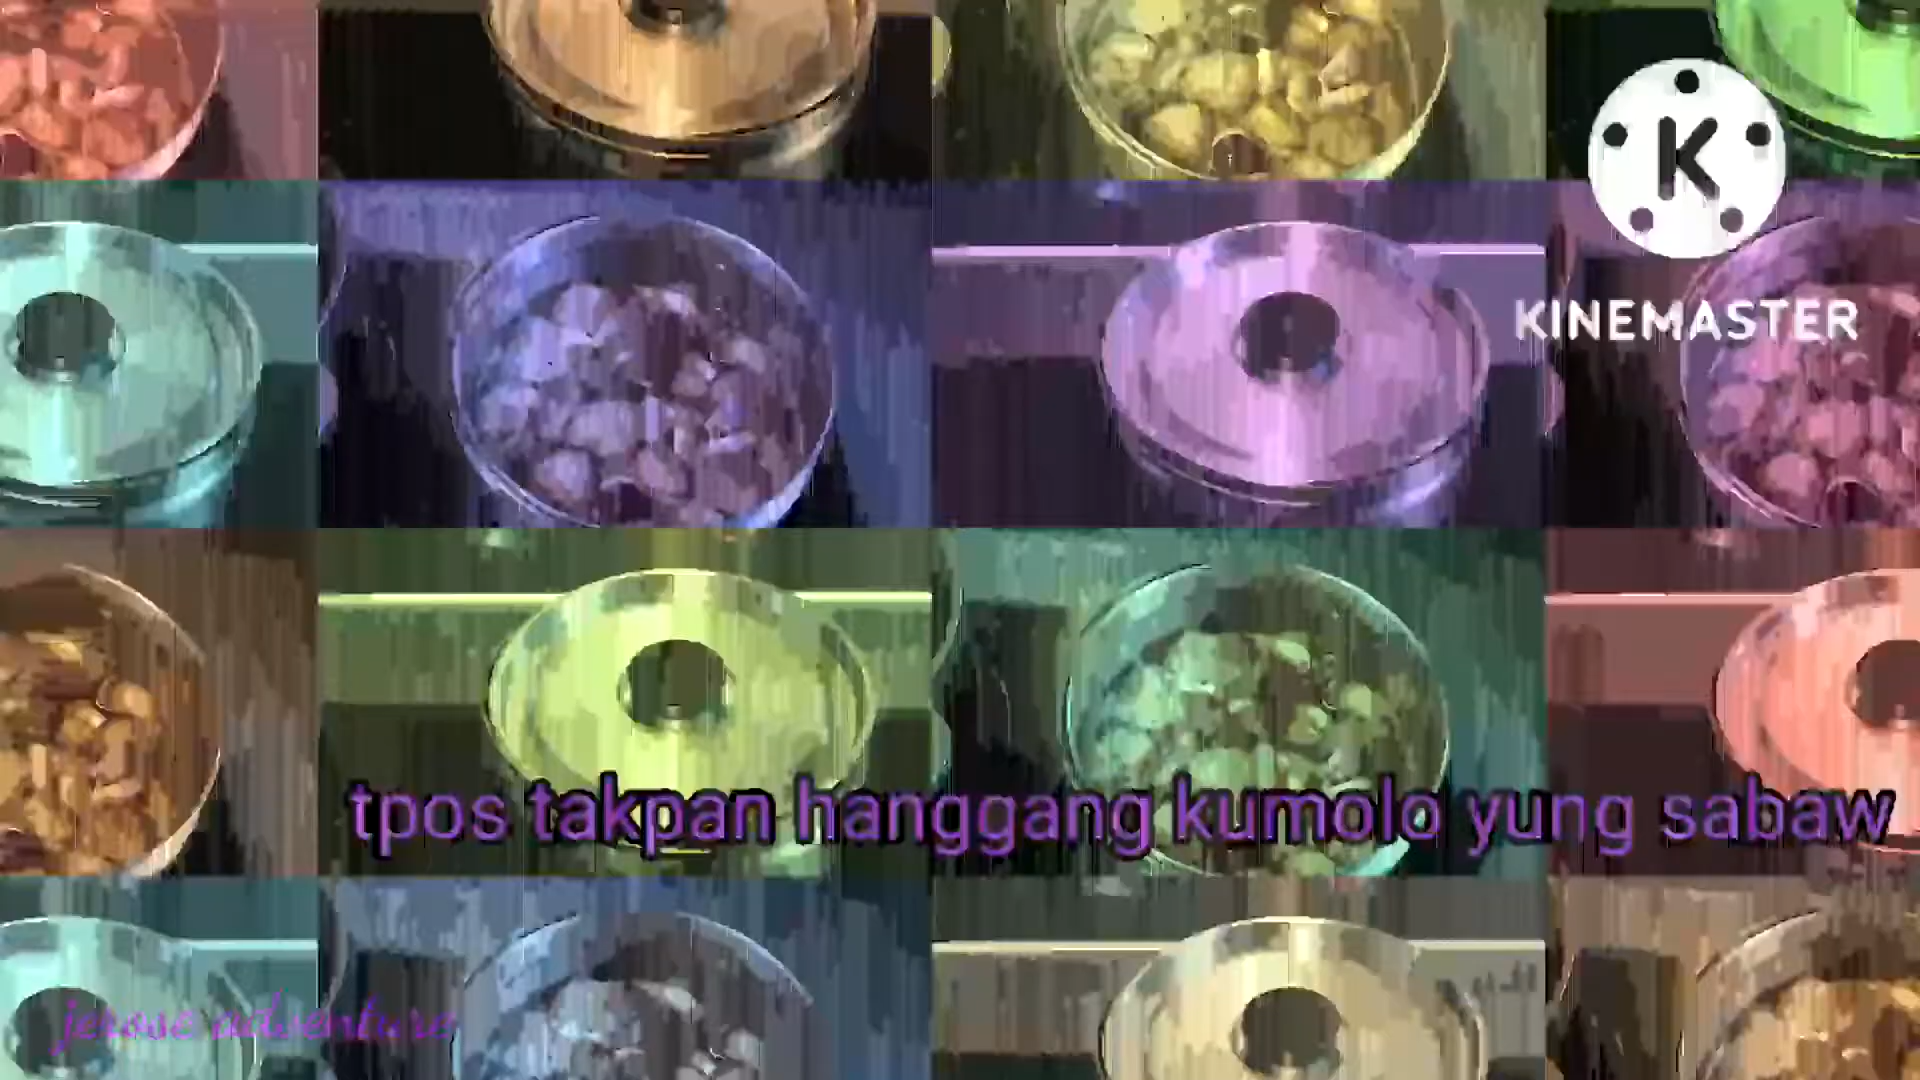 K
KINEMASTER
tpos takpan hanggang kumolo yung sabaw
jerose adventure